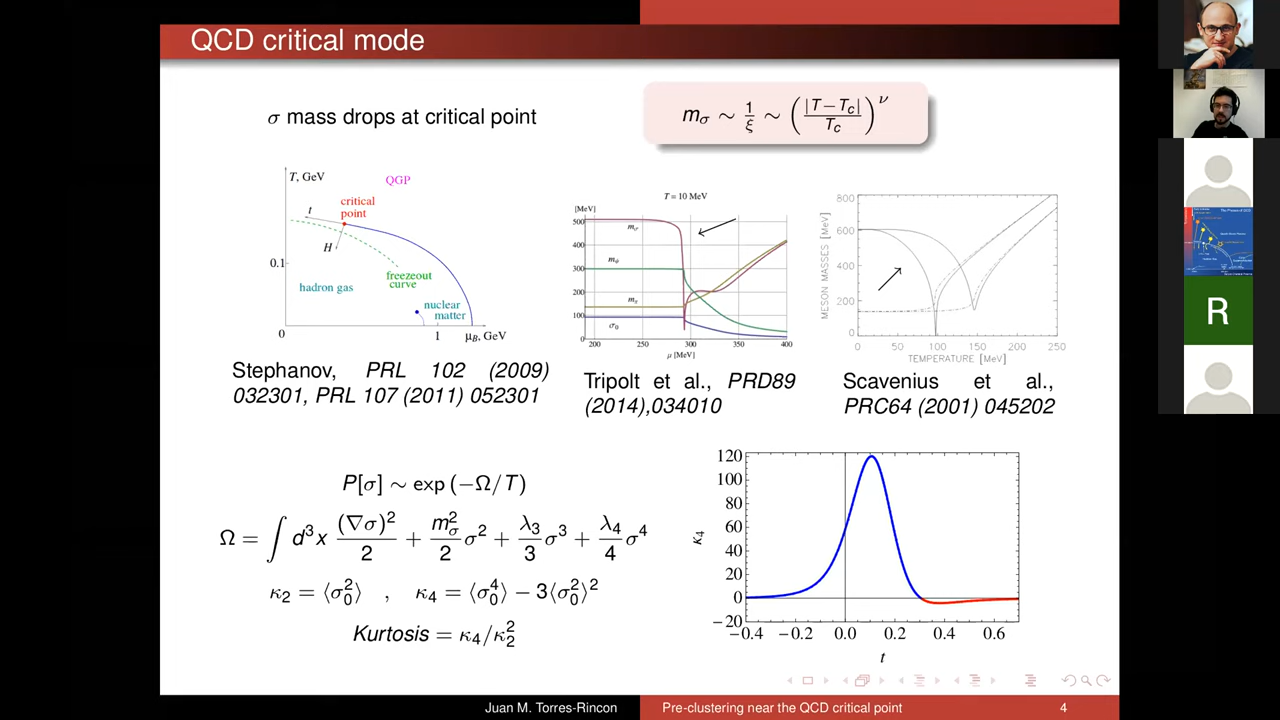 QCD critical mode
σ mass drops at critical point
m_σ ∼ 1/ξ ∼ (|T − T_c|/T_c)^ν
T, GeV
QGP
critical
point
t
H
0.1
hadron gas
freezeout
curve
nuclear
matter
0
1
μ_B, GeV
Stephanov, PRL 102 (2009)
032301, PRL 107 (2011) 052301
T = 10 MeV
[MeV]
500
400
300
200
100
0
m_σ
m_ψ
m_π
σ_0
200 250 300 350 400
μ [MeV]
Tripolt et al., PRD89
(2014),034010
MESON MASSES [MeV]
800
600
400
200
0
0 50 100 150 200 250
TEMPERATURE [MeV]
Scavenius et al.,
PRC64 (2001) 045202
P[σ] ∼ exp (−Ω/T)
Ω = ∫ d³x (∇σ)²/2 + m_σ²/2 σ² + λ₃/3 σ³ + λ₄/4 σ⁴
κ₂ = ⟨σ₀²⟩ , κ₄ = ⟨σ₀⁴⟩ − 3⟨σ₀²⟩²
Kurtosis = κ₄/κ₂²
κ₄
120
100
80
60
40
20
0
−20
−0.4 −0.2 0.0 0.2 0.4 0.6
t
Juan M. Torres-Rincon
Pre-clustering near the QCD critical point
4
R